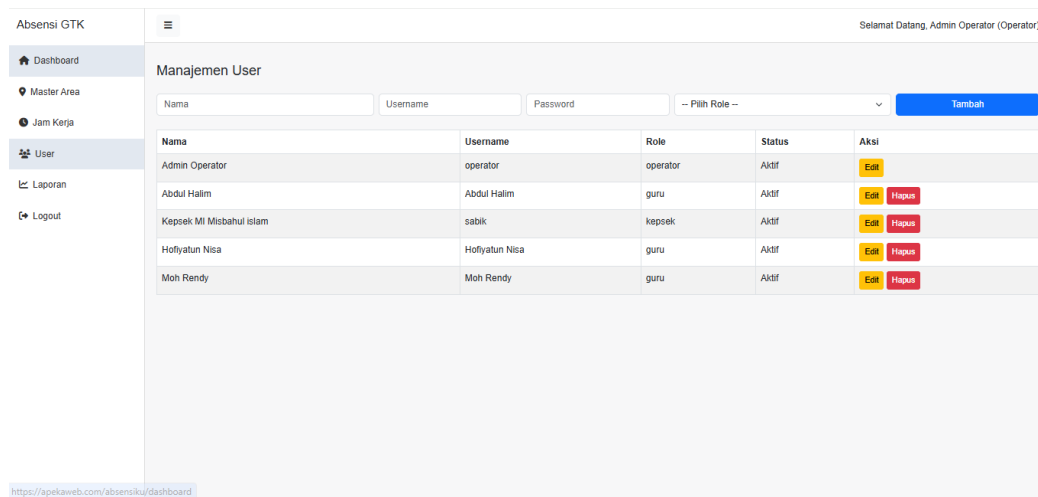 Absensi GTK
Selamat Datang, Admin Operator (Operator)
Dashboard
Master Area
Jam Kerja
User
Laporan
Logout
Manajemen User
Nama Username Password -- Pilih Role -- Tambah
Nama Username Role Status Aksi
Admin Operator operator operator Aktif Edit
Abdul Halim Abdul Halim guru Aktif Edit Hapus
Kepsek MI Misbahul islam sabik kepsek Aktif Edit Hapus
Hofiyatun Nisa Hofiyatun Nisa guru Aktif Edit Hapus
Moh Rendy Moh Rendy guru Aktif Edit Hapus
https://apekaweb.com/absensiku/dashboard